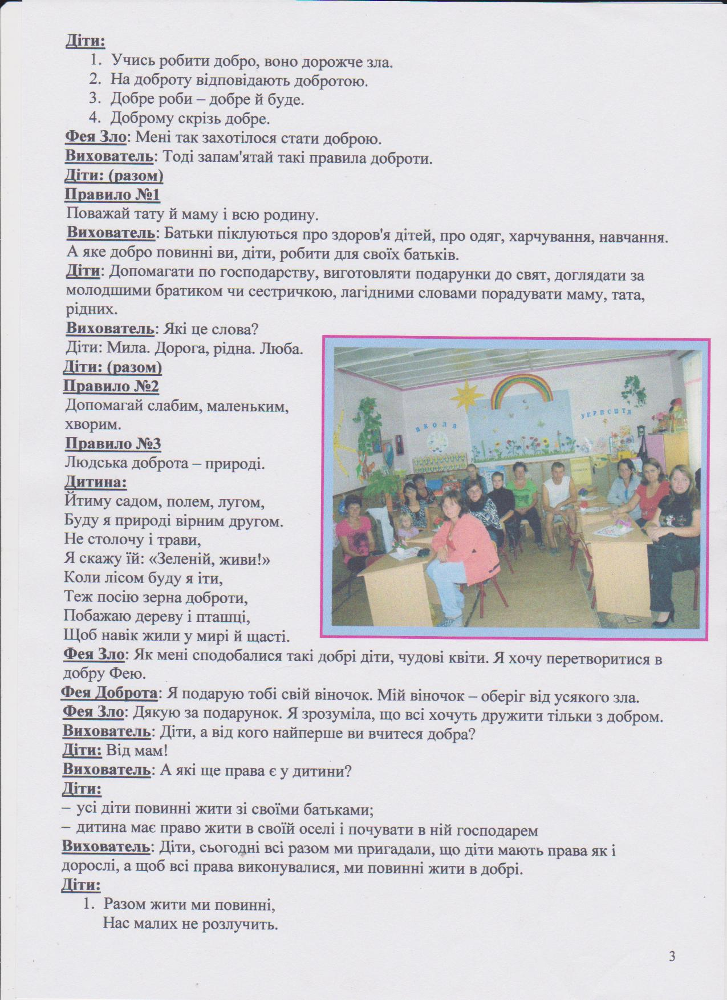 Діти:
1. Учись робити добро, воно дорожче зла.
2. На доброту відповідають добротою.
3. Добре роби – добре й буде.
4. Доброму скрізь добре.
Фея Зло: Мені так захотілося стати доброю.
Вихователь: Тоді запам'ятай такі правила доброти.
Діти: (разом)
Правило №1
Поважай тату й маму і всю родину.
Вихователь: Батьки піклуються про здоров'я дітей, про одяг, харчування, навчання.
А яке добро повинні ви, діти, робити для своїх батьків.
Діти: Допомагати по господарству, виготовляти подарунки до свят, доглядати за
молодшими братиком чи сестричкою, лагідними словами порадувати маму, тата,
рідних.
Вихователь: Які це слова?
Діти: Мила. Дорога, рідна. Люба.
Діти: (разом)
Правило №2
Допомагай слабим, маленьким,
хворим.
Правило №3
Людська доброта – природі.
Дитина:
Йтиму садом, полем, лугом,
Буду я природі вірним другом.
Не столочу і трави,
Я скажу їй: «Зеленій, живи!»
Коли лісом буду я іти,
Теж посію зерна доброти,
Побажаю дереву і пташці,
Щоб навік жили у мирі й щасті.
ШКОЛА
УКРПОШТА
Фея Зло: Як мені сподобалися такі добрі діти, чудові квіти. Я хочу перетворитися в
добру Фею.
Фея Доброта: Я подарую тобі свій віночок. Мій віночок – оберіг від усякого зла.
Фея Зло: Дякую за подарунок. Я зрозуміла, що всі хочуть дружити тільки з добром.
Вихователь: Діти, а від кого найперше ви вчитеся добра?
Діти: Від мам!
Вихователь: А які ще права є у дитини?
Діти:
– усі діти повинні жити зі своїми батьками;
– дитина має право жити в своїй оселі і почувати в ній господарем
Вихователь: Діти, сьогодні всі разом ми пригадали, що діти мають права як і
дорослі, а щоб всі права виконувалися, ми повинні жити в добрі.
Діти:
1. Разом жити ми повинні,
Нас малих не розлучить.
3